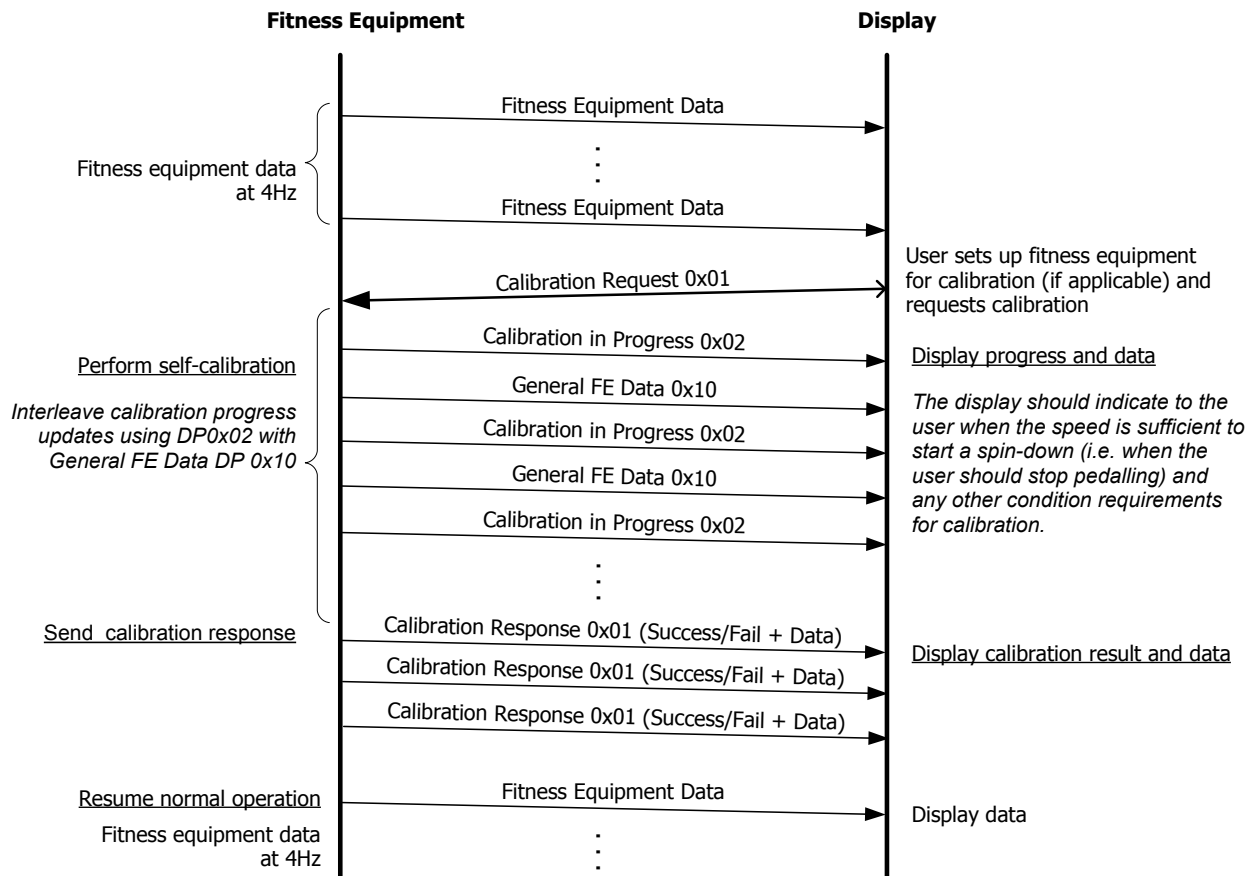 Fitness Equipment
Display
Fitness Equipment Data
Fitness equipment data
at 4Hz
Fitness Equipment Data
Calibration Request 0x01
User sets up fitness equipment
for calibration (if applicable) and
requests calibration
Calibration in Progress 0x02
Perform self-calibration
Display progress and data
General FE Data 0x10
Interleave calibration progress
updates using DP0x02 with
General FE Data DP 0x10
The display should indicate to the
user when the speed is sufficient to
start a spin-down (i.e. when the
user should stop pedalling) and
any other condition requirements
for calibration.
Calibration in Progress 0x02
General FE Data 0x10
Calibration in Progress 0x02
Send calibration response
Calibration Response 0x01 (Success/Fail + Data)
Display calibration result and data
Calibration Response 0x01 (Success/Fail + Data)
Calibration Response 0x01 (Success/Fail + Data)
Resume normal operation
Fitness Equipment Data
Display data
Fitness equipment data
at 4Hz